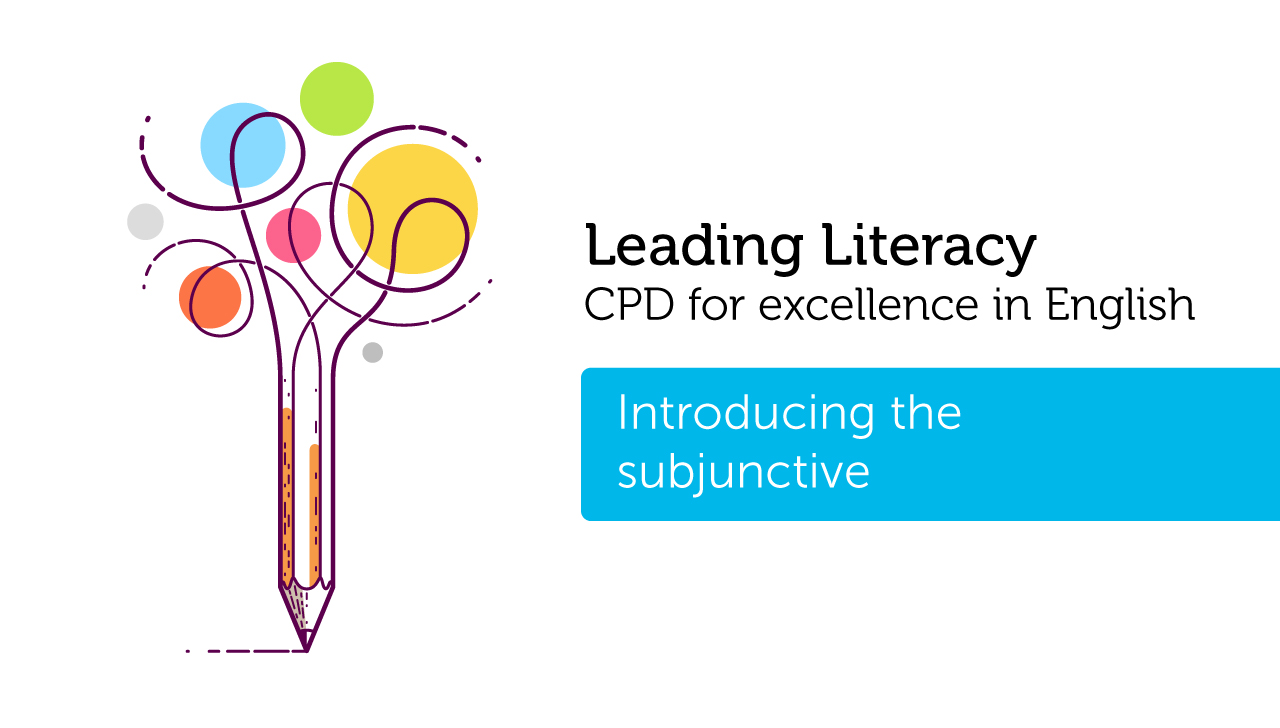 Leading Literacy
CPD for excellence in English
Introducing the
subjunctive